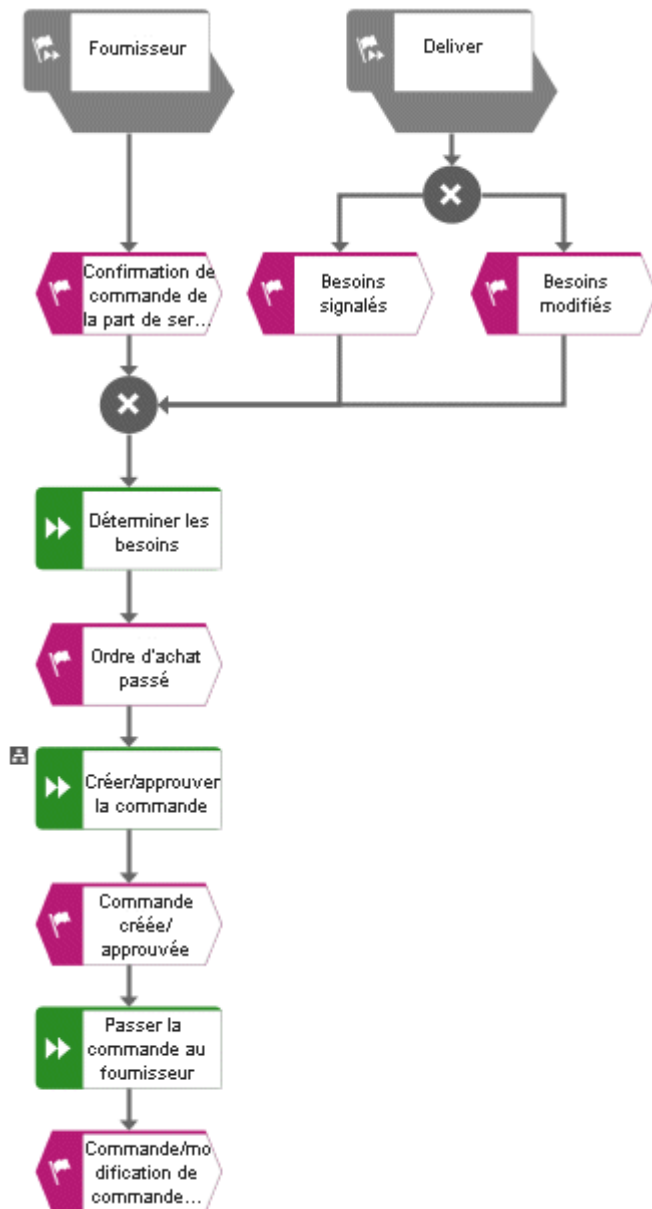 Fournisseur
Deliver
Confirmation de
commande de
la part de ser...
Besoins
signalés
Besoins
modifiés
Déterminer les
besoins
Ordre d'achat
passé
Créer/approuver
la commande
Commande
créée/
approuvée
Passer la
commande au
fournisseur
Commande/mo
dification de
commande...